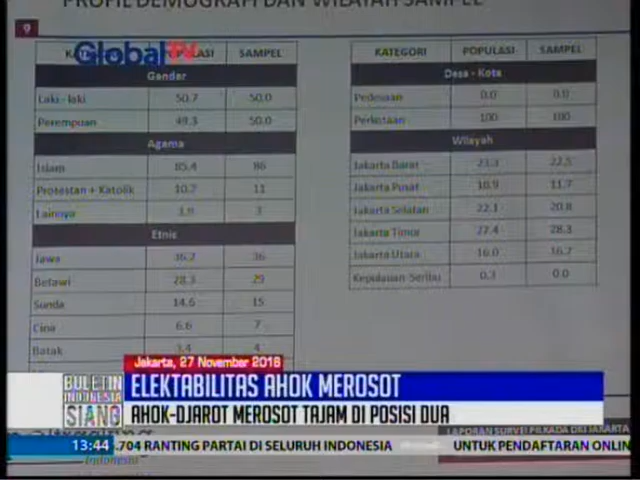 PROFIL DEMOGRAFI DAN WILAYAH SAMPEL
9
Global TV
KATEGORI POPULASI SAMPEL
Gender
Laki - laki 50.7 50.0
Perempuan 49.3 50.0
Agama
Islam 85.4 86
Protestan + Katolik 10.7 11
Lainnya 3.9 3
Etnis
Jawa 36.2 36
Betawi 28.3 29
Sunda 14.6 15
Cina 6.6 7
Batak 3.4 4
KATEGORI POPULASI SAMPEL
Desa - Kota
Pedesaan 0.0 0.0
Perkotaan 100 100
Wilayah
Jakarta Barat 23.3 22.5
Jakarta Pusat 10.9 11.7
Jakarta Selatan 22.1 20.8
Jakarta Timur 27.4 28.3
Jakarta Utara 16.0 16.7
Kepulauan Seribu 0.3 0.0
Jakarta, 27 November 2016
BULETIN
INDONESIA
SIANG
ELEKTABILITAS AHOK MEROSOT
AHOK-DJAROT MEROSOT TAJAM DI POSISI DUA
LAPORAN SURVEI PILKADA DKI JAKARTA
13:44 .704 RANTING PARTAI DI SELURUH INDONESIA UNTUK PENDAFTARAN ONLIN
Indonesia